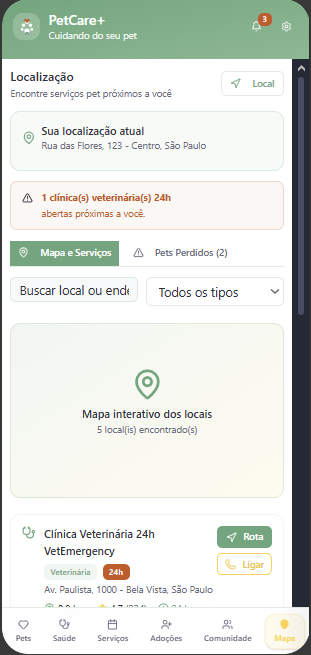 PetCare+
Cuidando do seu pet
3
Localização
Encontre serviços pet próximos a você
Local
Sua localização atual
Rua das Flores, 123 - Centro, São Paulo
1 clínica(s) veterinária(s) 24h
abertas próximas a você.
Mapa e Serviços
Pets Perdidos (2)
Buscar local ou ende
Todos os tipos
Mapa interativo dos locais
5 local(is) encontrado(s)
Clínica Veterinária 24h
VetEmergency
Rota
Veterinária
24h
Ligar
Av. Paulista, 1000 - Bela Vista, São Paulo
Pets
Saúde
Serviços
Adoções
Comunidade
Mapa